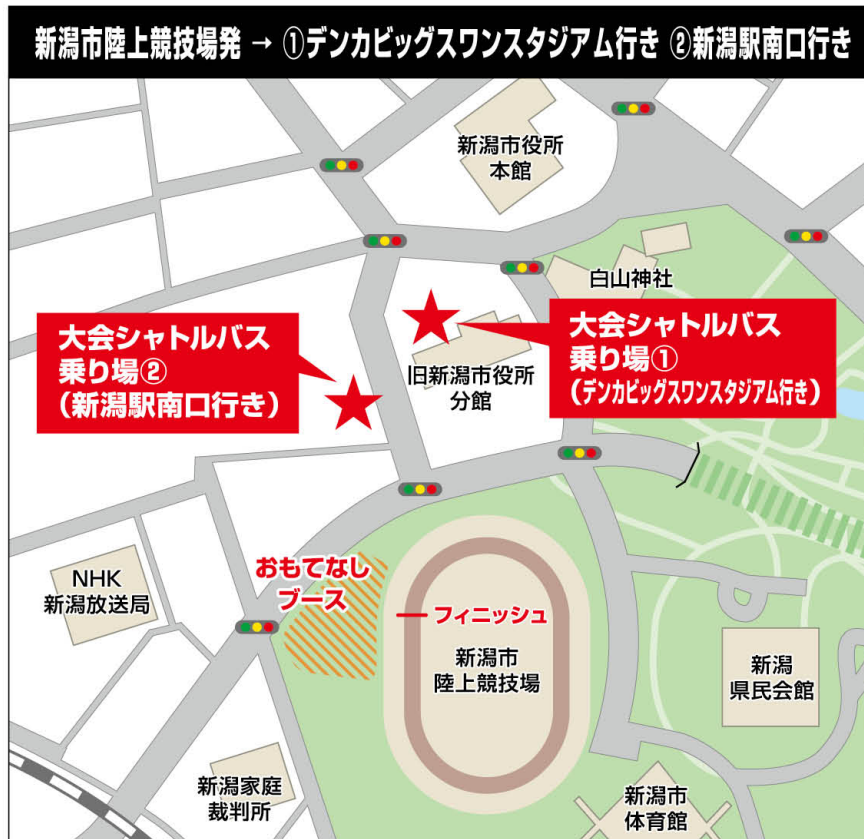 新潟市陸上競技場発 → ①デンカビッグスワンスタジアム行き ②新潟駅南口行き
新潟市役所
本館
白山神社
大会シャトルバス
乗り場①
（デンカビッグスワンスタジアム行き）
大会シャトルバス
乗り場②
（新潟駅南口行き）
旧新潟市役所
分館
NHK
新潟放送局
おもてなし
ブース
フィニッシュ
新潟市
陸上競技場
新潟
県民会館
新潟家庭
裁判所
新潟市
体育館